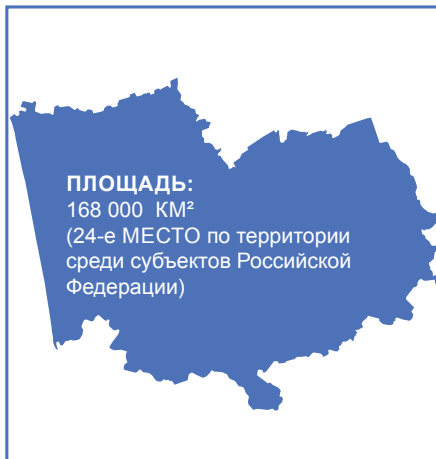 ПЛОЩАДЬ:
168 000 КМ²
(24-е МЕСТО по территории
среди субъектов Российской
Федерации)